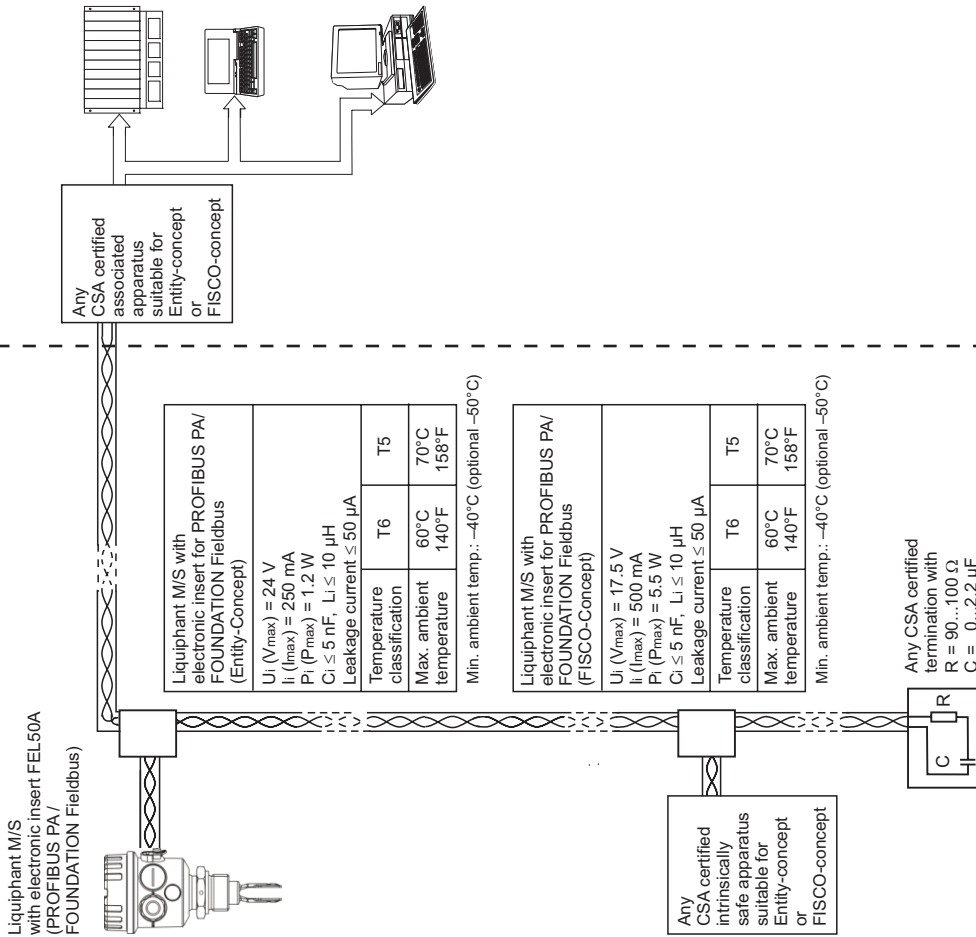 Liquiphant M/S
with electronic insert FEL50A
(PROFIBUS PA /
FOUNDATION Fieldbus)
Any
CSA certified
associated
apparatus
suitable for
Entity-concept
or
FISCO-concept
Liquiphant M/S with
electronic insert for PROFIBUS PA/
FOUNDATION Fieldbus
(Entity-Concept)
Ui (Vmax) = 24 V
Ii (Imax) = 250 mA
Pi (Pmax) = 1.2 W
Ci ≤ 5 nF, Li ≤ 10 µH
Leakage current ≤ 50 µA
Temperature
classification
T6
T5
Max. ambient
temperature
60°C
140°F
70°C
158°F
Min. ambient temp.: –40°C (optional –50°C)
Liquiphant M/S with
electronic insert for PROFIBUS PA/
FOUNDATION Fieldbus
(FISCO-Concept)
Ui (Vmax) = 17.5 V
Ii (Imax) = 500 mA
Pi (Pmax) = 5.5 W
Ci ≤ 5 nF, Li ≤ 10 µH
Leakage current ≤ 50 µA
Temperature
classification
T6
T5
Max. ambient
temperature
60°C
140°F
70°C
158°F
Min. ambient temp.: –40°C (optional –50°C)
Any
CSA certified
intrinsically
safe apparatus
suitable for
Entity-concept
or
FISCO-concept
C
R
Any CSA certified
termination with
R = 90...100 Ω
C = 0...2.2 µF